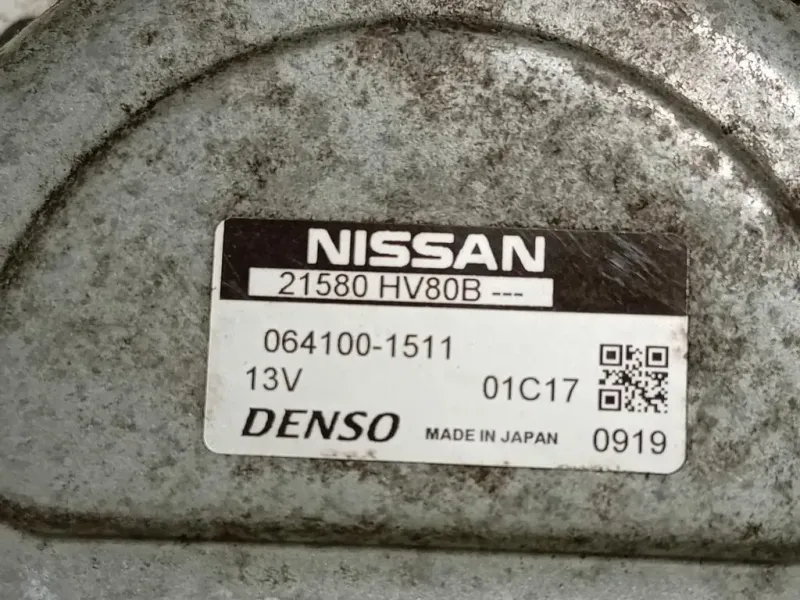 NISSAN
21580 HV80B ---
064100-1511
13V 01C17
DENSO MADE IN JAPAN 0919